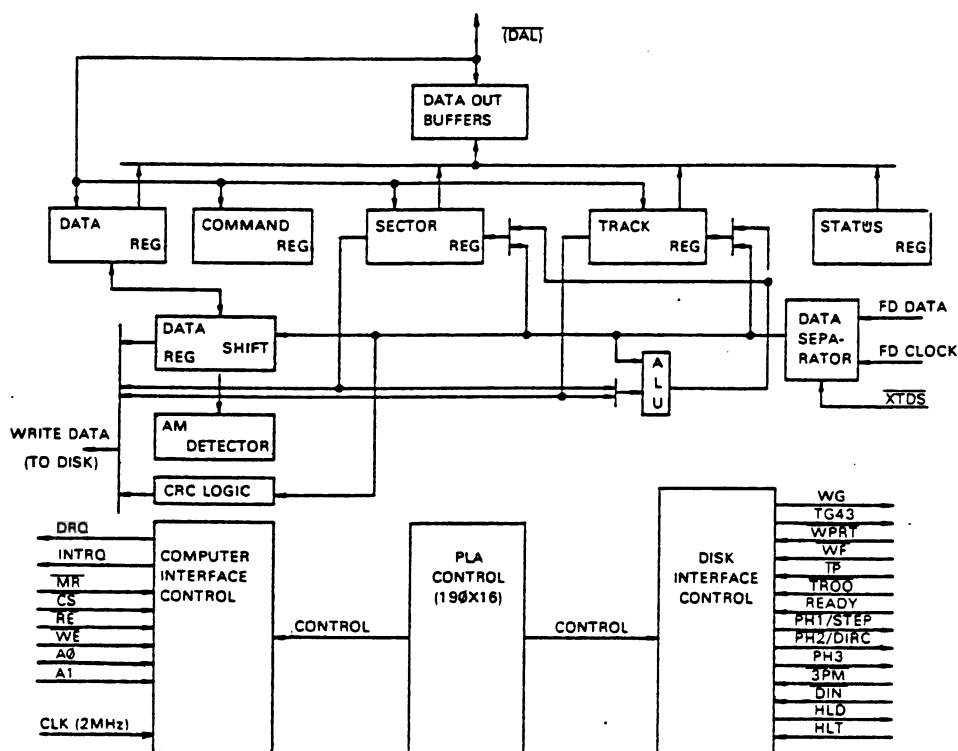 (DAL)
DATA OUT
BUFFERS
DATA
REG
COMMAND
REG
SECTOR
REG
TRACK
REG
STATUS
REG
DATA
REG
SHIFT
DATA
SEPA-
RATOR
FD DATA
FD CLOCK
XTDS
A
L
U
AM
DETECTOR
WRITE DATA
(TO DISK)
CRC LOGIC
DRQ
INTRQ
MR
CS
RE
WE
A0
A1
CLK (2MHz)
COMPUTER
INTERFACE
CONTROL
CONTROL
PLA
CONTROL
(190X16)
CONTROL
DISK
INTERFACE
CONTROL
WG
TG43
WPRT
WF
IP
TROO
READY
PH1/STEP
PH2/DIRC
PH3
3PM
DIN
HLD
HLT